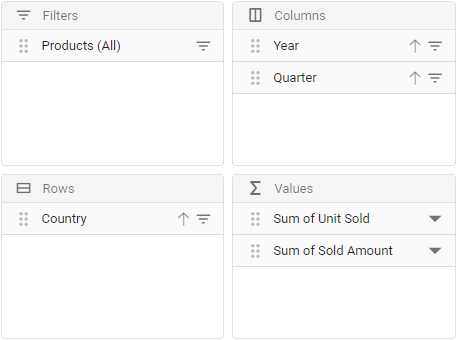 Filters
Products (All)
Columns
Year
Quarter
Rows
Country
Values
Sum of Unit Sold
Sum of Sold Amount